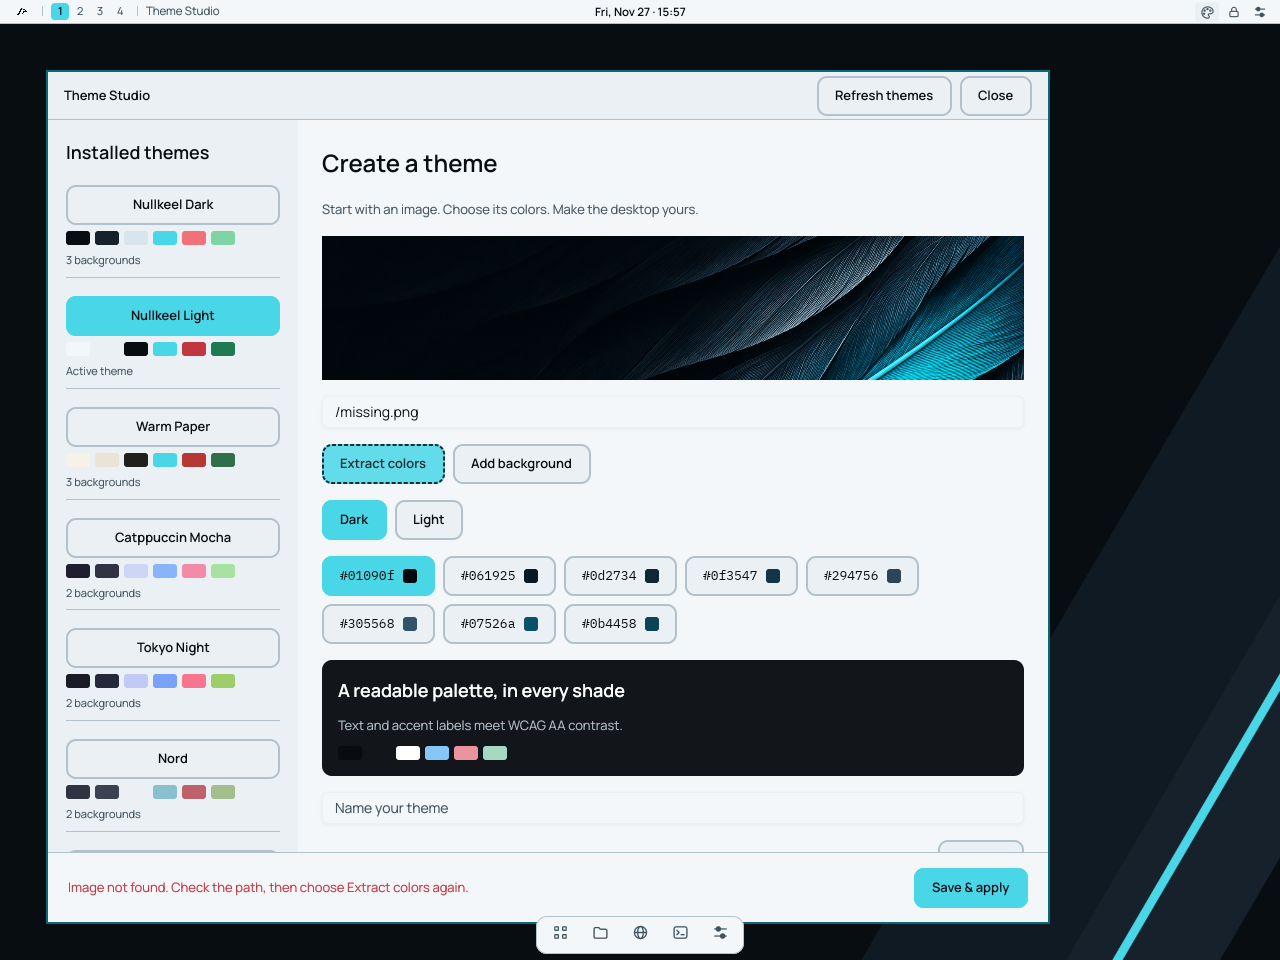 1 2 3 4 Theme Studio
Fri, Nov 27 · 15:57
Theme Studio
Refresh themes
Close
Installed themes
Nullkeel Dark
3 backgrounds
Nullkeel Light
Active theme
Warm Paper
3 backgrounds
Catppuccin Mocha
2 backgrounds
Tokyo Night
2 backgrounds
Nord
2 backgrounds
Create a theme
Start with an image. Choose its colors. Make the desktop yours.
/missing.png
Extract colors
Add background
Dark
Light
#01090f
#061925
#0d2734
#0f3547
#294756
#305568
#07526a
#0b4458
A readable palette, in every shade
Text and accent labels meet WCAG AA contrast.
Name your theme
Image not found. Check the path, then choose Extract colors again.
Save & apply